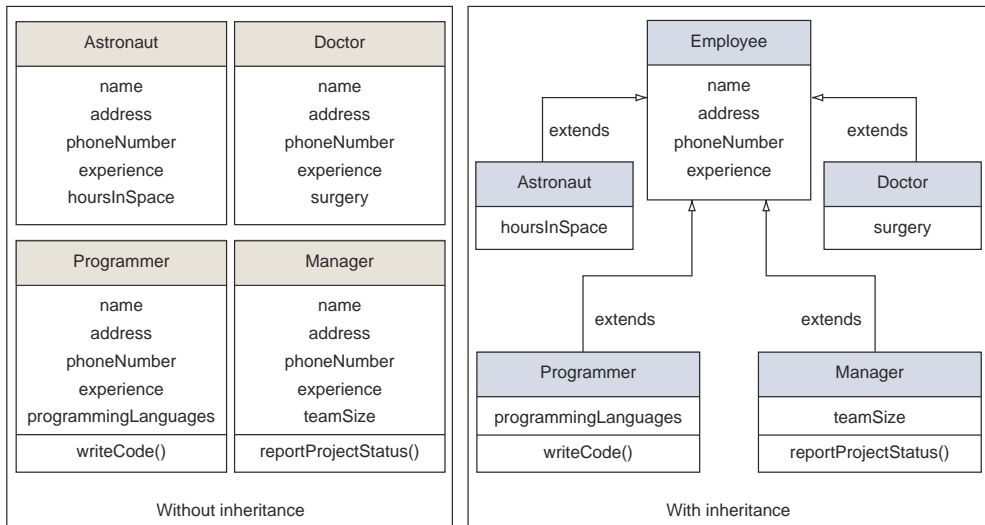 Astronaut
name
address
phoneNumber
experience
hoursInSpace
Doctor
name
address
phoneNumber
experience
surgery
Programmer
name
address
phoneNumber
experience
programmingLanguages
writeCode()
Manager
name
address
phoneNumber
experience
teamSize
reportProjectStatus()
Without inheritance
Employee
name
address
phoneNumber
experience
extends
extends
Astronaut
hoursInSpace
Doctor
surgery
extends
extends
Programmer
programmingLanguages
writeCode()
Manager
teamSize
reportProjectStatus()
With inheritance